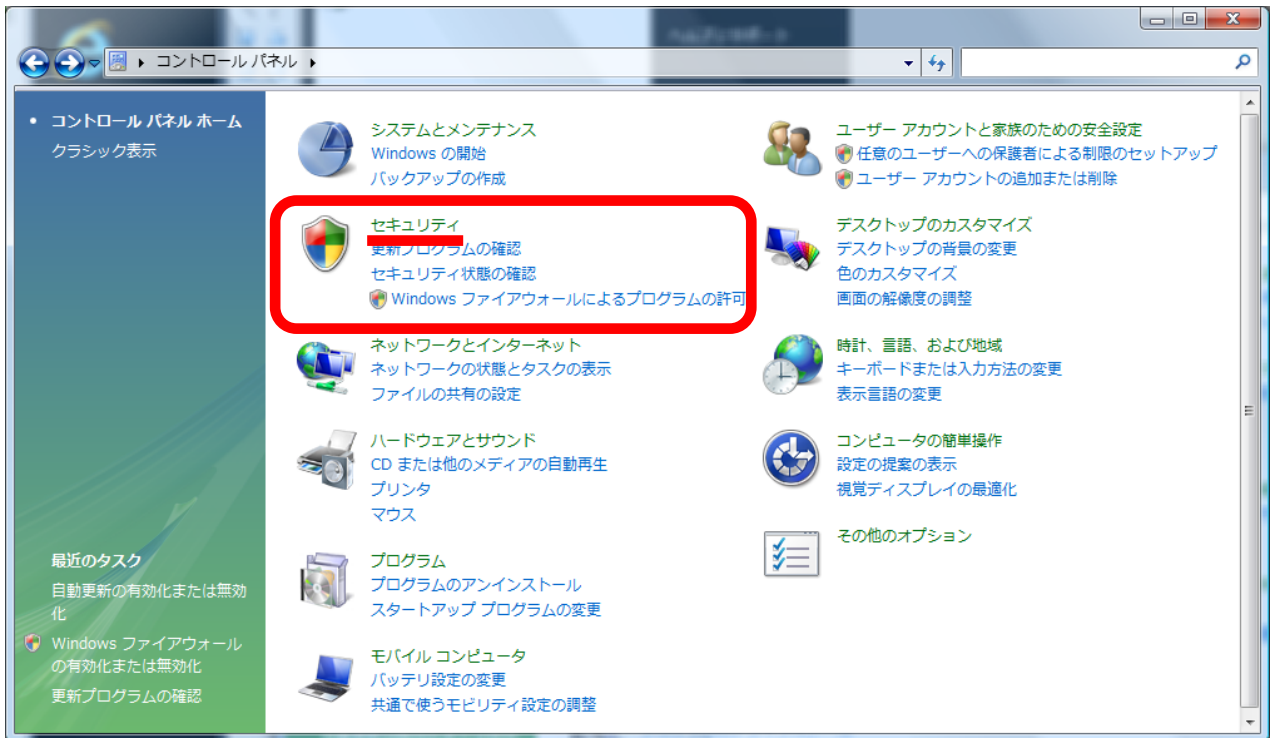 コントロール パネル
コントロール パネル ホーム
クラシック表示
システムとメンテナンス
Windows の開始
バックアップの作成
セキュリティ
更新プログラムの確認
セキュリティ状態の確認
Windows ファイアウォールによるプログラムの許可
ネットワークとインターネット
ネットワークの状態とタスクの表示
ファイルの共有の設定
ハードウェアとサウンド
CD または他のメディアの自動再生
プリンタ
マウス
プログラム
プログラムのアンインストール
スタートアップ プログラムの変更
モバイル コンピュータ
バッテリ設定の変更
共通で使うモビリティ設定の調整
ユーザー アカウントと家族のための安全設定
任意のユーザーへの保護者による制限のセットアップ
ユーザー アカウントの追加または削除
デスクトップのカスタマイズ
デスクトップの背景の変更
色のカスタマイズ
画面の解像度の調整
時計、言語、および地域
キーボードまたは入力方法の変更
表示言語の変更
コンピュータの簡単操作
設定の提案の表示
視覚ディスプレイの最適化
その他のオプション
最近のタスク
自動更新の有効化または無効
化
Windows ファイアウォール
の有効化または無効化
更新プログラムの確認